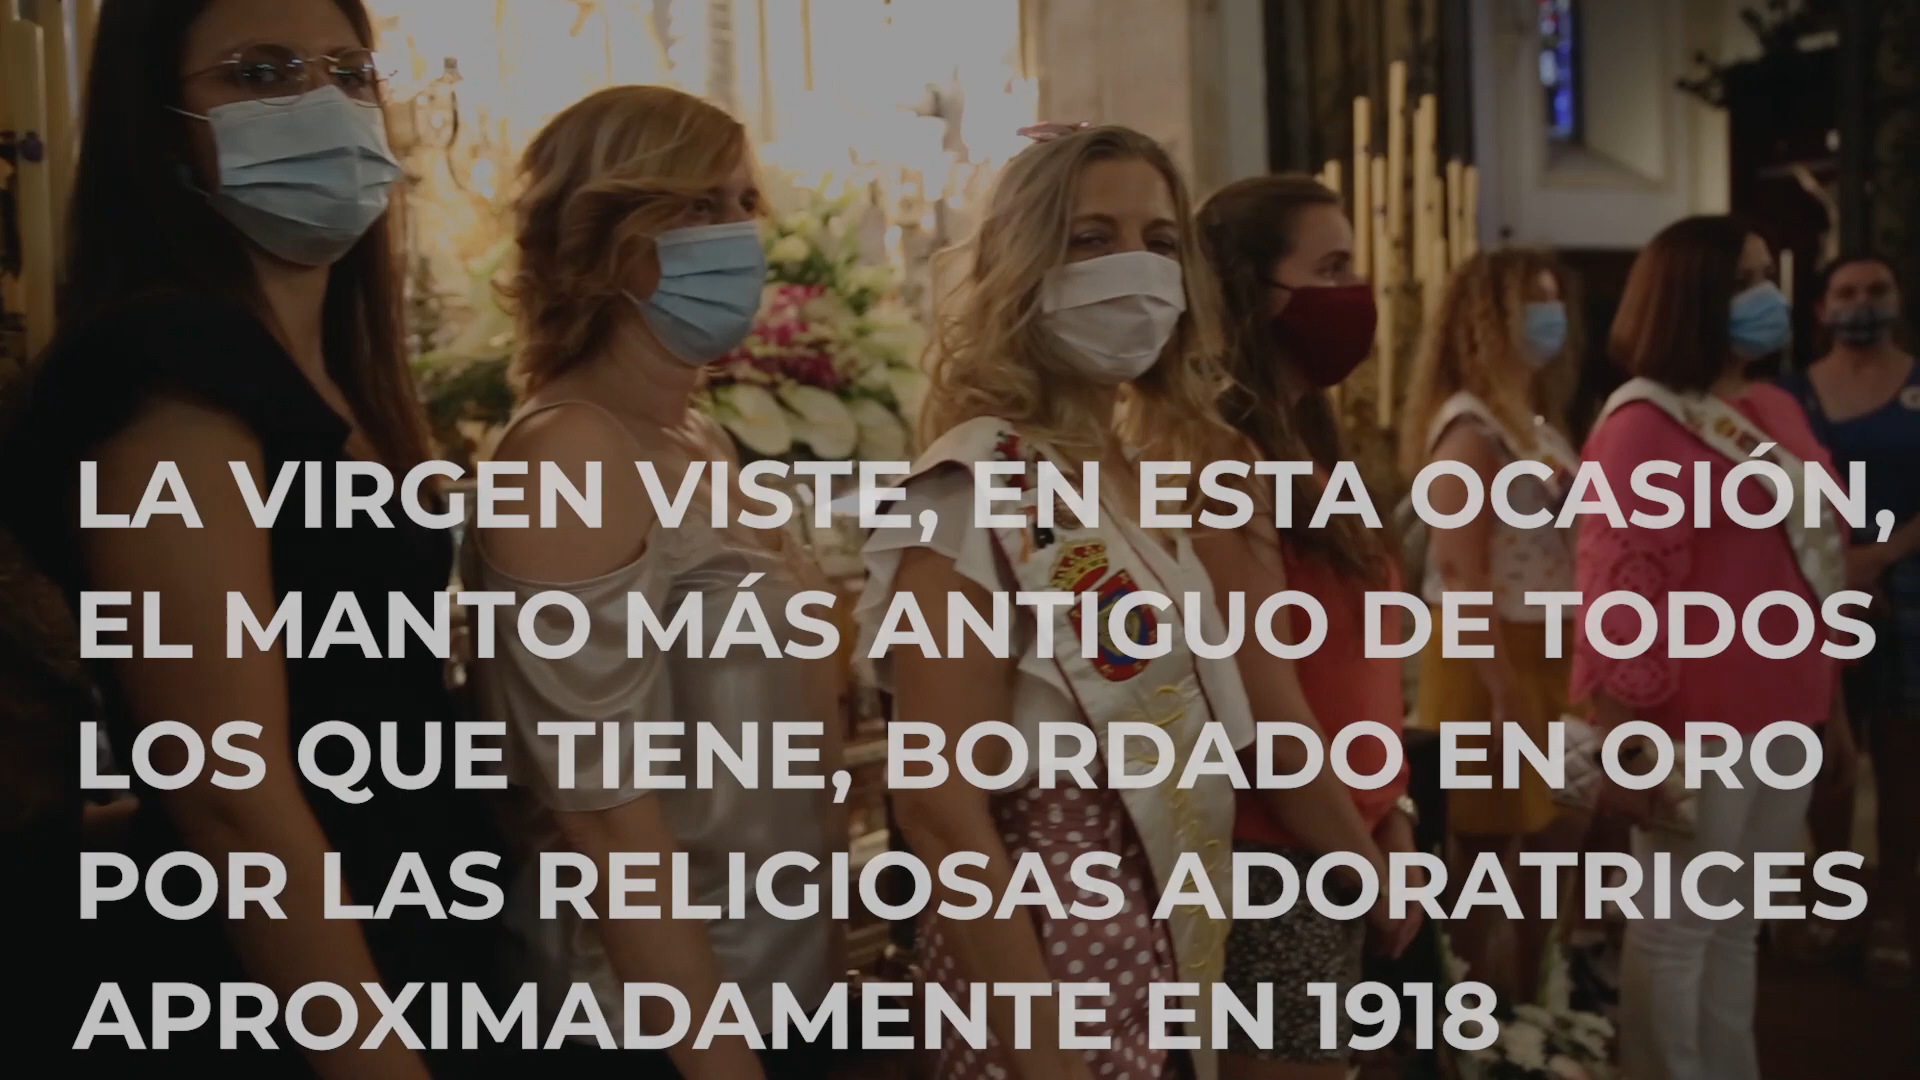 LA VIRGEN VISTE, EN ESTA OCASIÓN,
EL MANTO MÁS ANTIGUO DE TODOS
LOS QUE TIENE, BORDADO EN ORO
POR LAS RELIGIOSAS ADORATRICES
APROXIMADAMENTE EN 1918